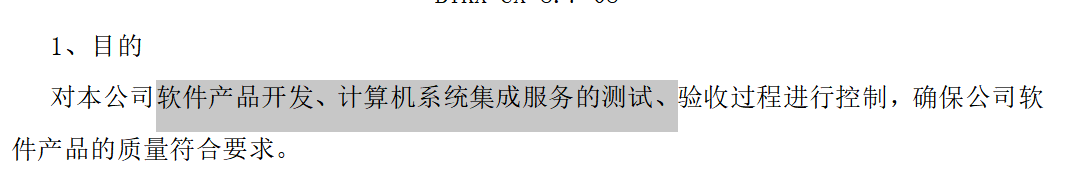 1、目的
对本公司软件产品开发、计算机系统集成服务的测试、验收过程进行控制，确保公司软
件产品的质量符合要求。